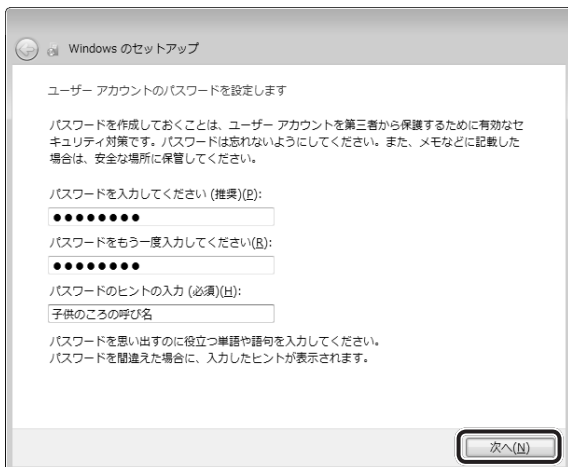 Windows のセットアップ
ユーザー アカウントのパスワードを設定します
パスワードを作成しておくことは、ユーザー アカウントを第三者から保護するために有効なセ
キュリティ対策です。パスワードは忘れないようにしてください。また、メモなどに記載した
場合は、安全な場所に保管してください。
パスワードを入力してください (推奨)(P):
●●●●●●●●
パスワードをもう一度入力してください(R):
●●●●●●●●
パスワードのヒントの入力 (必須)(H):
子供のころの呼び名
パスワードを思い出すのに役立つ単語や語句を入力してください。
パスワードを間違えた場合に、入力したヒントが表示されます。
次へ(N)